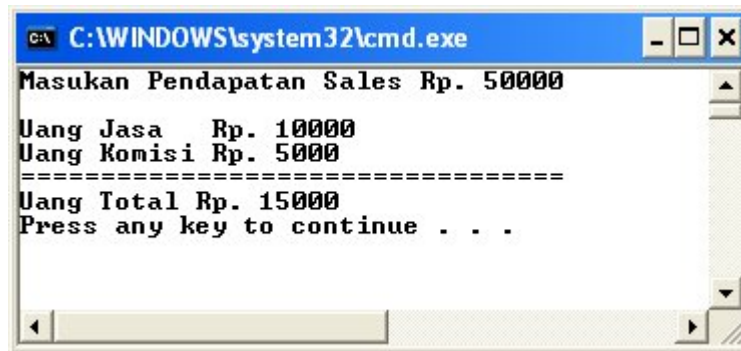 C:\WINDOWS\system32\cmd.exe
Masukan Pendapatan Sales Rp. 50000
Uang Jasa   Rp. 10000
Uang Komisi Rp. 5000
==================================
Uang Total Rp. 15000
Press any key to continue . . .